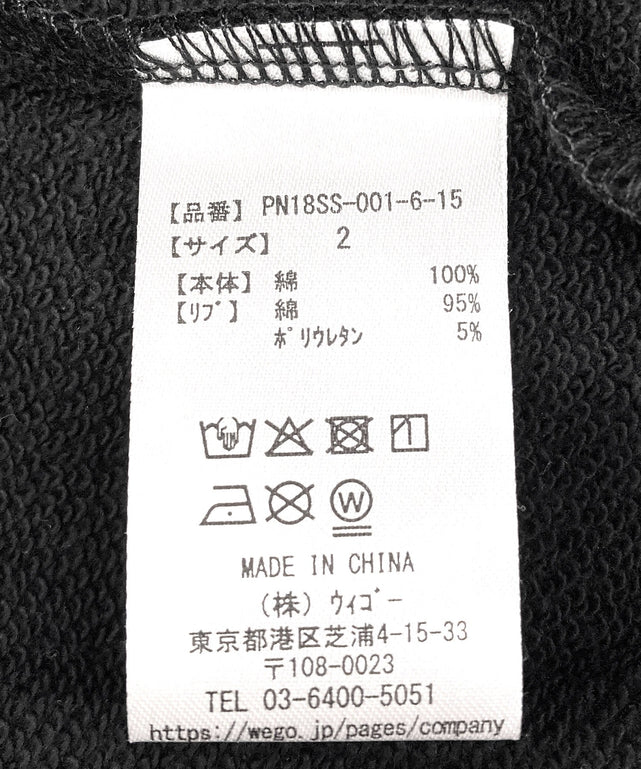 【品番】 PN18SS-001-6-15
【サイズ】 2
【本体】 綿 100%
【リブ】 綿 95%
ポリウレタン 5%
W
MADE IN CHINA
(株) ウィゴー
東京都港区芝浦4-15-33
〒108-0023
TEL 03-6400-5051
https://wego.jp/pages/company